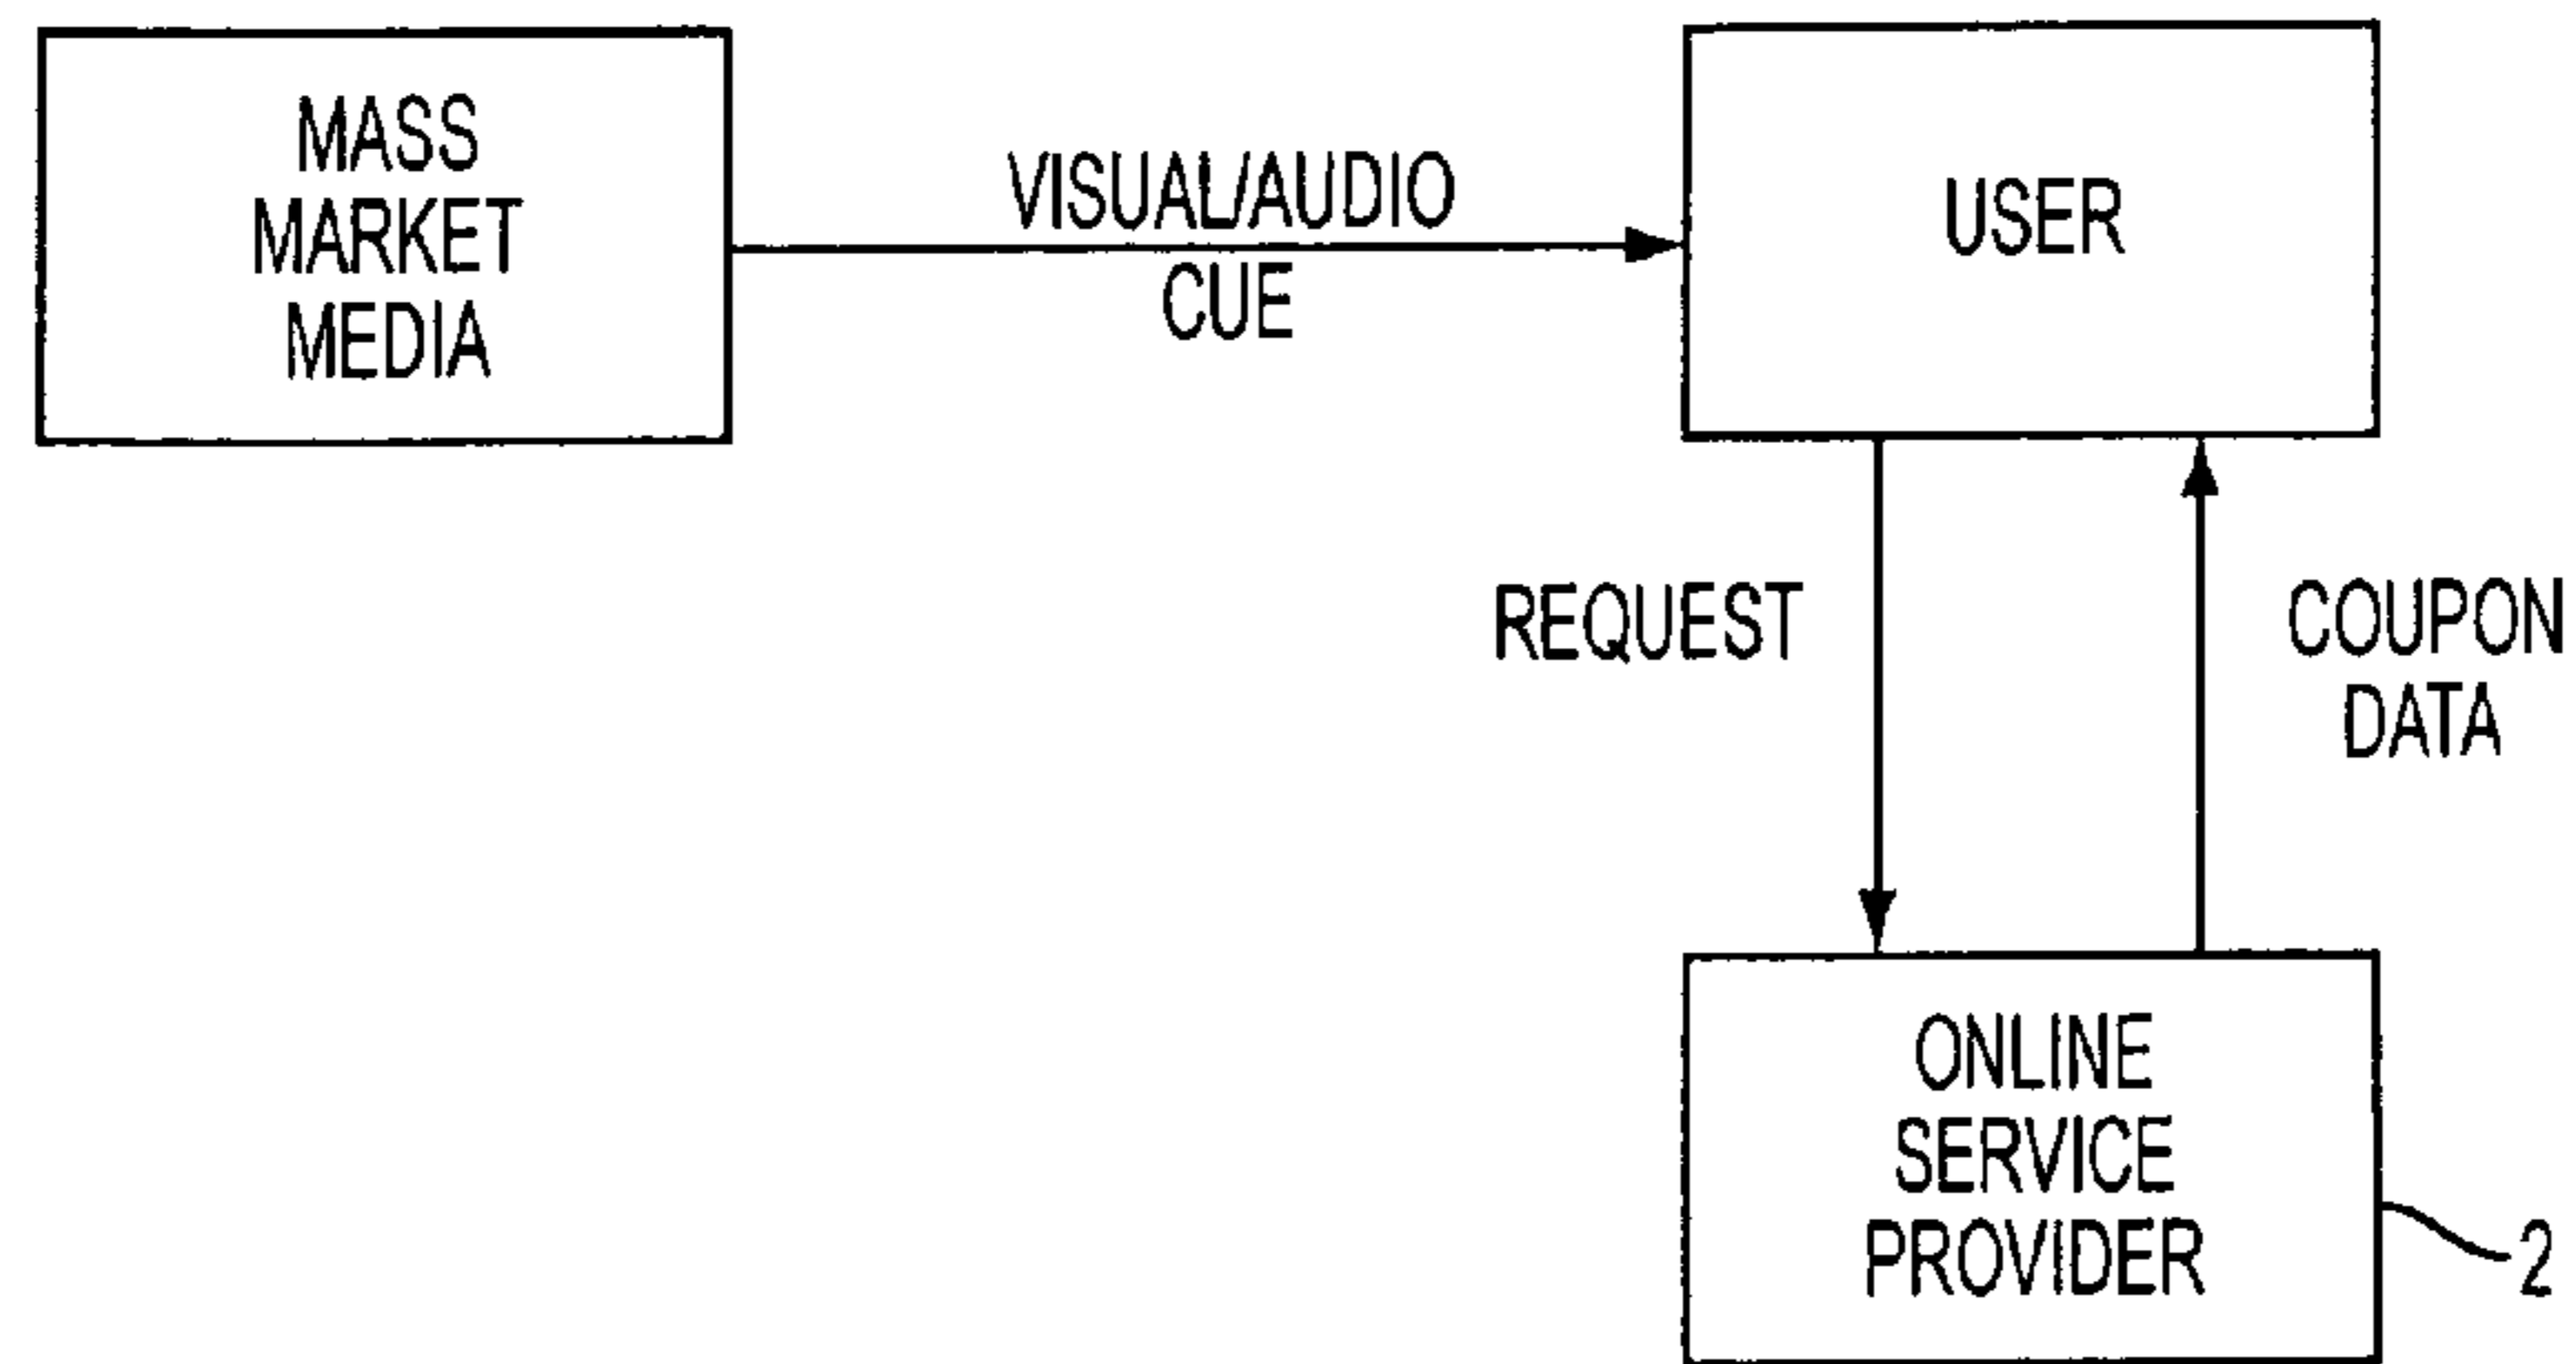 MASS
MARKET
MEDIA
VISUAL/AUDIO
CUE
USER
REQUEST
COUPON
DATA
ONLINE
SERVICE
PROVIDER
2